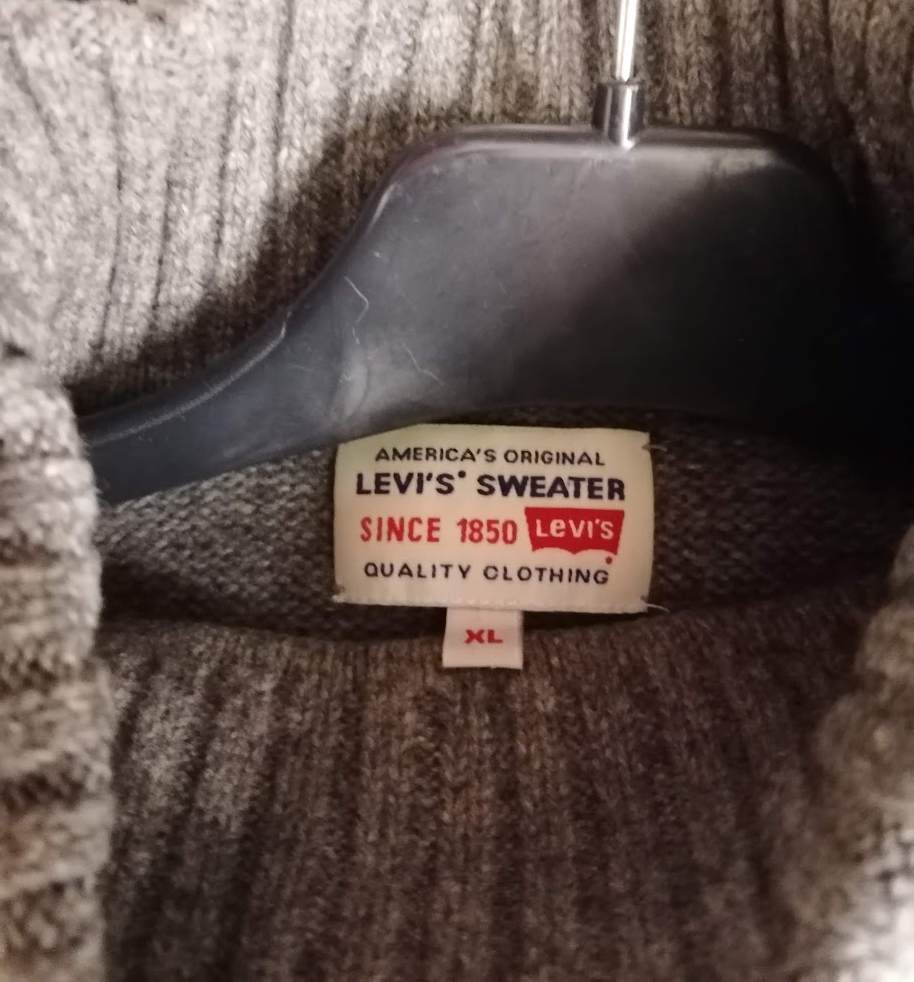 AMERICA'S ORIGINAL
LEVI'S® SWEATER
SINCE 1850 LEVI'S
QUALITY CLOTHING
XL